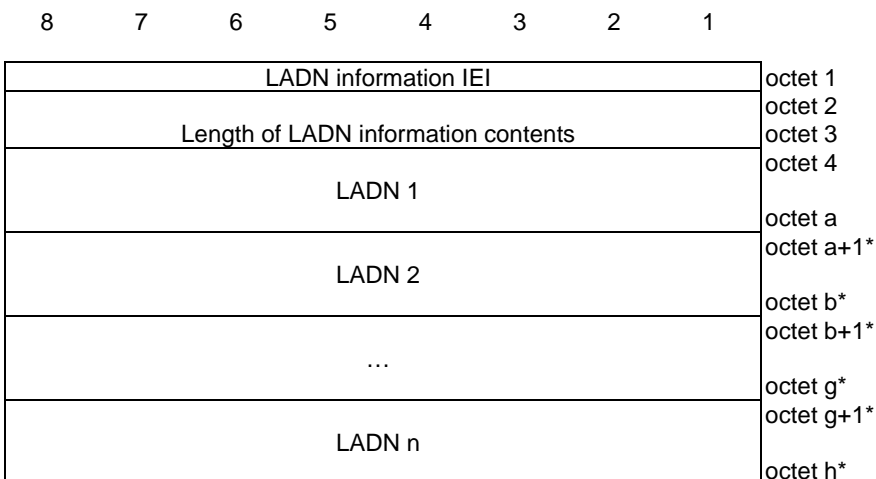 8 7 6 5 4 3 2 1
LADN information IEI octet 1
octet 2
Length of LADN information contents octet 3
octet 4
LADN 1
octet a
octet a+1*
LADN 2
octet b*
octet b+1*
…
octet g*
octet g+1*
LADN n
octet h*